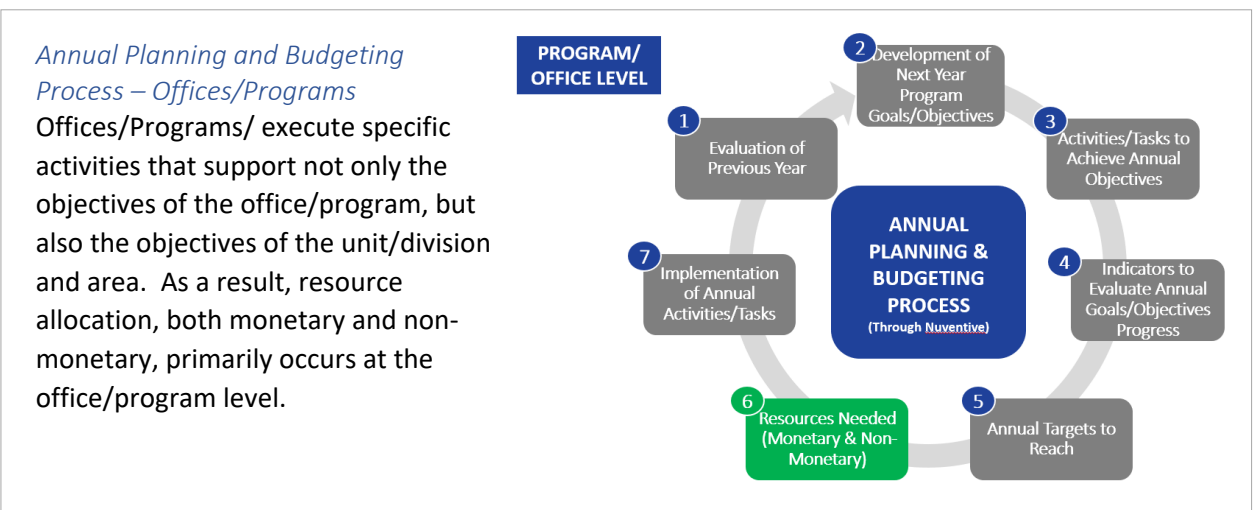 Annual Planning and Budgeting
Process – Offices/Programs
Offices/Programs/ execute specific
activities that support not only the
objectives of the office/program, but
also the objectives of the unit/division
and area.  As a result, resource
allocation, both monetary and non-
monetary, primarily occurs at the
office/program level.
PROGRAM/
OFFICE LEVEL
1
Evaluation of
Previous Year
2
Development of
Next Year
Program
Goals/Objectives
3
Activities/Tasks to
Achieve Annual
Objectives
4
Indicators to
Evaluate Annual
Goals/Objectives
Progress
5
Annual Targets to
Reach
6
Resources Needed
(Monetary & Non-
Monetary)
7
Implementation
of Annual
Activities/Tasks
ANNUAL
PLANNING &
BUDGETING
PROCESS
(Through Nuventive)